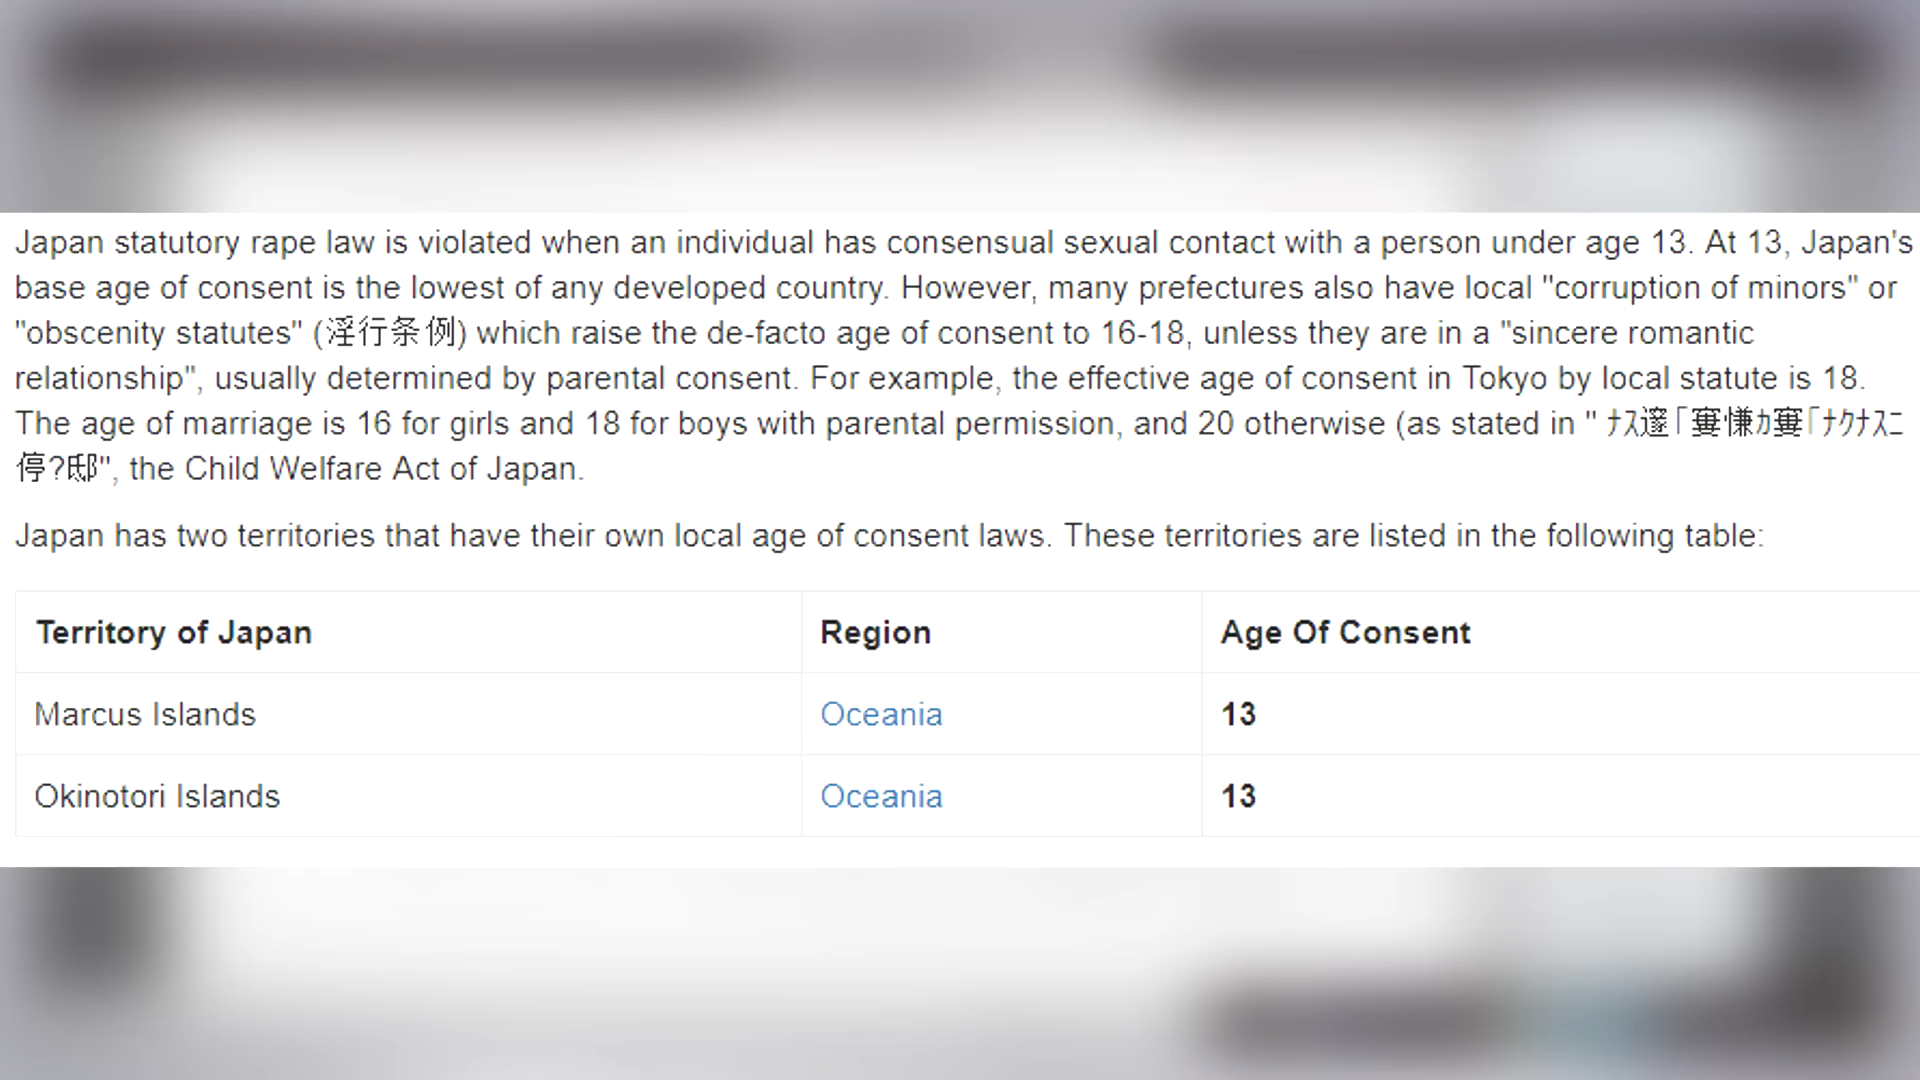 Japan statutory rape law is violated when an individual has consensual sexual contact with a person under age 13. At 13, Japan's
base age of consent is the lowest of any developed country. However, many prefectures also have local "corruption of minors" or
"obscenity statutes" (淫行条例) which raise the de-facto age of consent to 16-18, unless they are in a "sincere romantic
relationship", usually determined by parental consent. For example, the effective age of consent in Tokyo by local statute is 18.
The age of marriage is 16 for girls and 18 for boys with parental permission, and 20 otherwise (as stated in "
停?邸", the Child Welfare Act of Japan.
Japan has two territories that have their own local age of consent laws. These territories are listed in the following table:
Territory of Japan Region Age Of Consent
Marcus Islands Oceania 13
Okinotori Islands Oceania 13